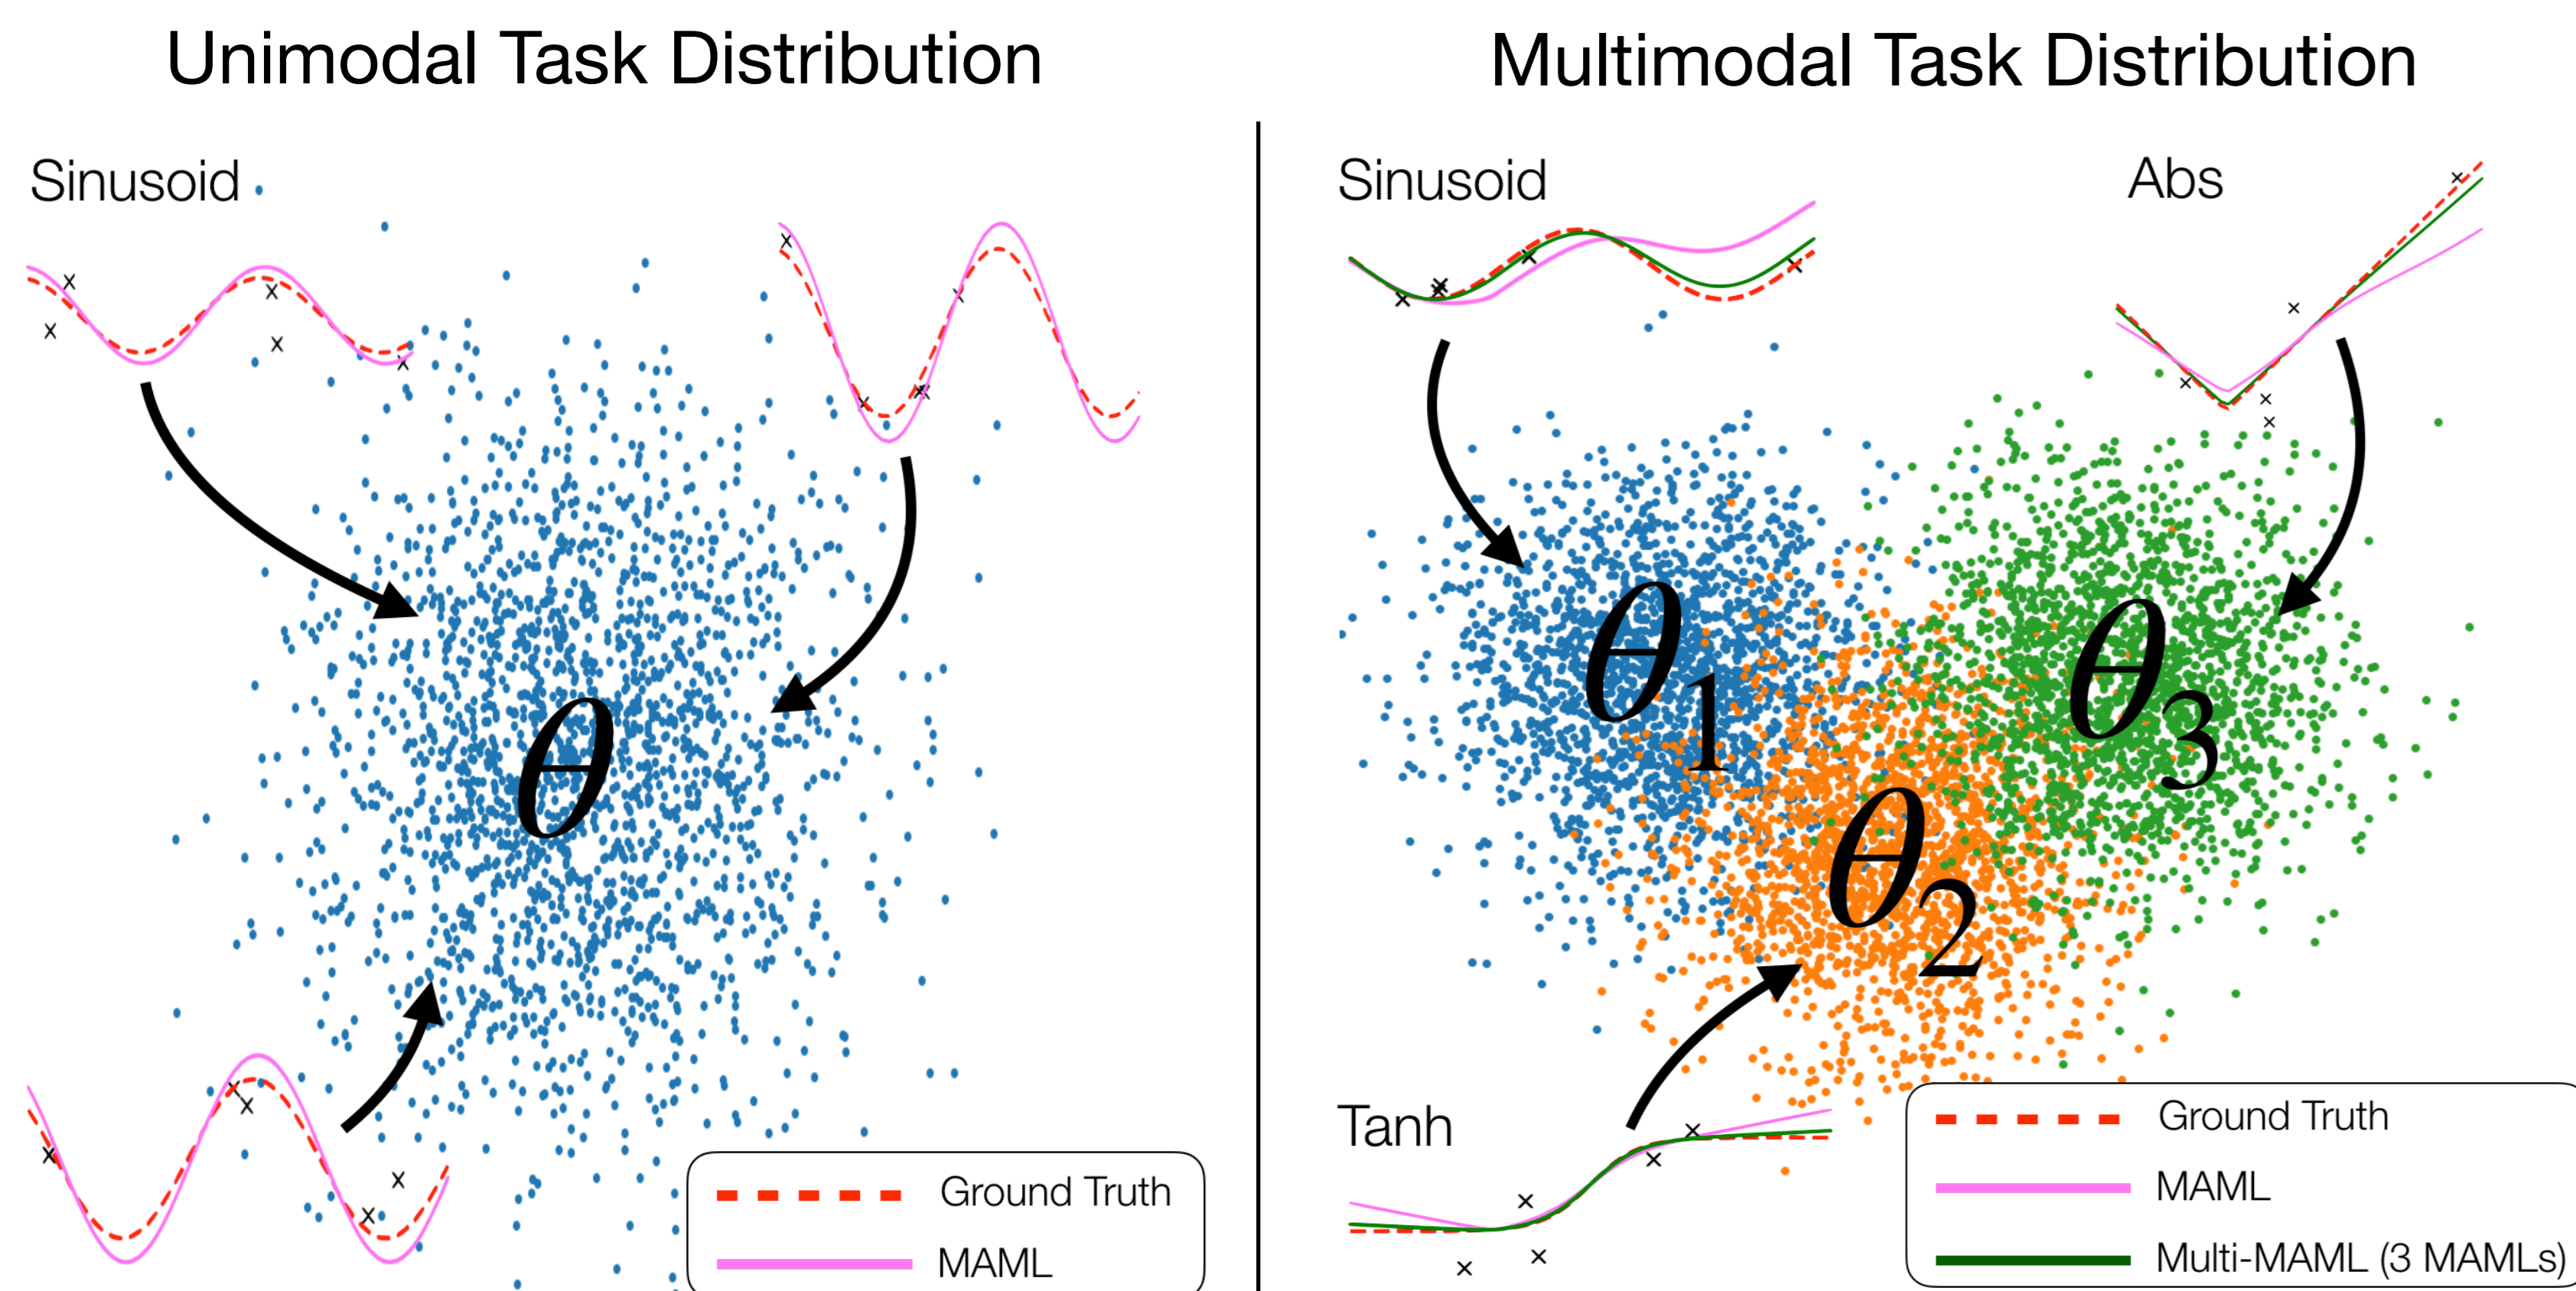 Unimodal Task Distribution
Sinusoid
θ
Ground Truth
MAML
Multimodal Task Distribution
Sinusoid
Abs
θ1
θ3
θ2
Tanh
Ground Truth
MAML
Multi-MAML (3 MAMLs)